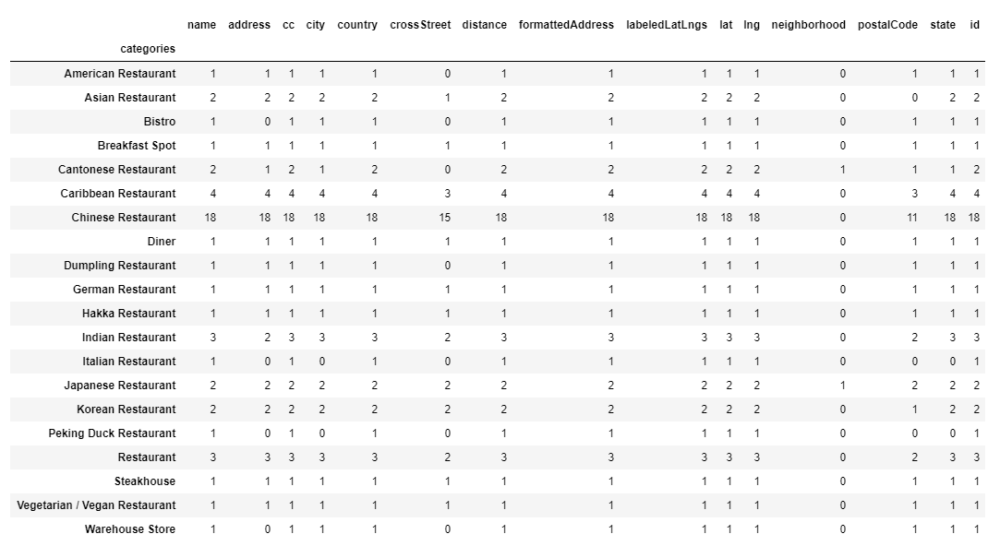 name address cc city country crossStreet distance formattedAddress labeledLatLngs lat lng neighborhood postalCode state id
categories
American Restaurant 1 1 1 1 1 0 1 1 1 1 1 0 1 1 1
Asian Restaurant 2 2 2 2 2 1 2 2 2 2 2 0 0 2 2
Bistro 1 0 1 1 1 0 1 1 1 1 1 0 1 1 1
Breakfast Spot 1 1 1 1 1 1 1 1 1 1 1 0 1 1 1
Cantonese Restaurant 2 1 2 1 2 0 2 2 2 2 2 1 1 1 2
Caribbean Restaurant 4 4 4 4 4 3 4 4 4 4 4 0 3 4 4
Chinese Restaurant 18 18 18 18 18 15 18 18 18 18 18 0 11 18 18
Diner 1 1 1 1 1 1 1 1 1 1 1 0 1 1 1
Dumpling Restaurant 1 1 1 1 1 0 1 1 1 1 1 0 1 1 1
German Restaurant 1 1 1 1 1 1 1 1 1 1 1 0 1 1 1
Hakka Restaurant 1 1 1 1 1 1 1 1 1 1 1 0 1 1 1
Indian Restaurant 3 2 3 3 3 2 3 3 3 3 3 0 2 3 3
Italian Restaurant 1 0 1 0 1 0 1 1 1 1 1 0 0 0 1
Japanese Restaurant 2 2 2 2 2 2 2 2 2 2 2 1 2 2 2
Korean Restaurant 2 2 2 2 2 2 2 2 2 2 2 0 1 2 2
Peking Duck Restaurant 1 0 1 0 1 0 1 1 1 1 1 0 0 0 1
Restaurant 3 3 3 3 3 2 3 3 3 3 3 0 2 3 3
Steakhouse 1 1 1 1 1 1 1 1 1 1 1 0 1 1 1
Vegetarian / Vegan Restaurant 1 1 1 1 1 1 1 1 1 1 1 0 1 1 1
Warehouse Store 1 0 1 1 1 0 1 1 1 1 1 0 1 1 1